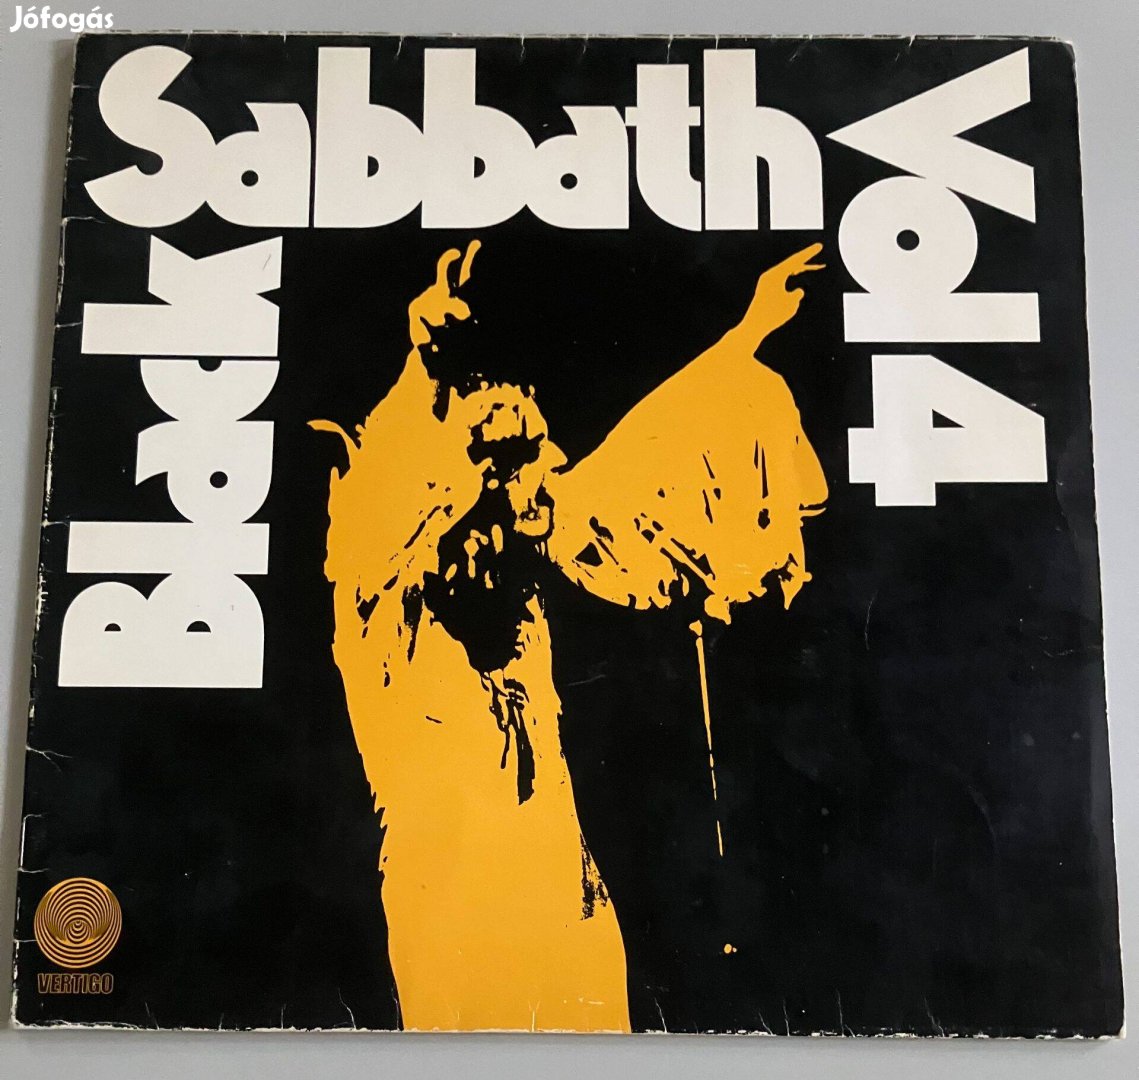 Jófogás
Black
Sabbath
Vol 4
VERTIGO